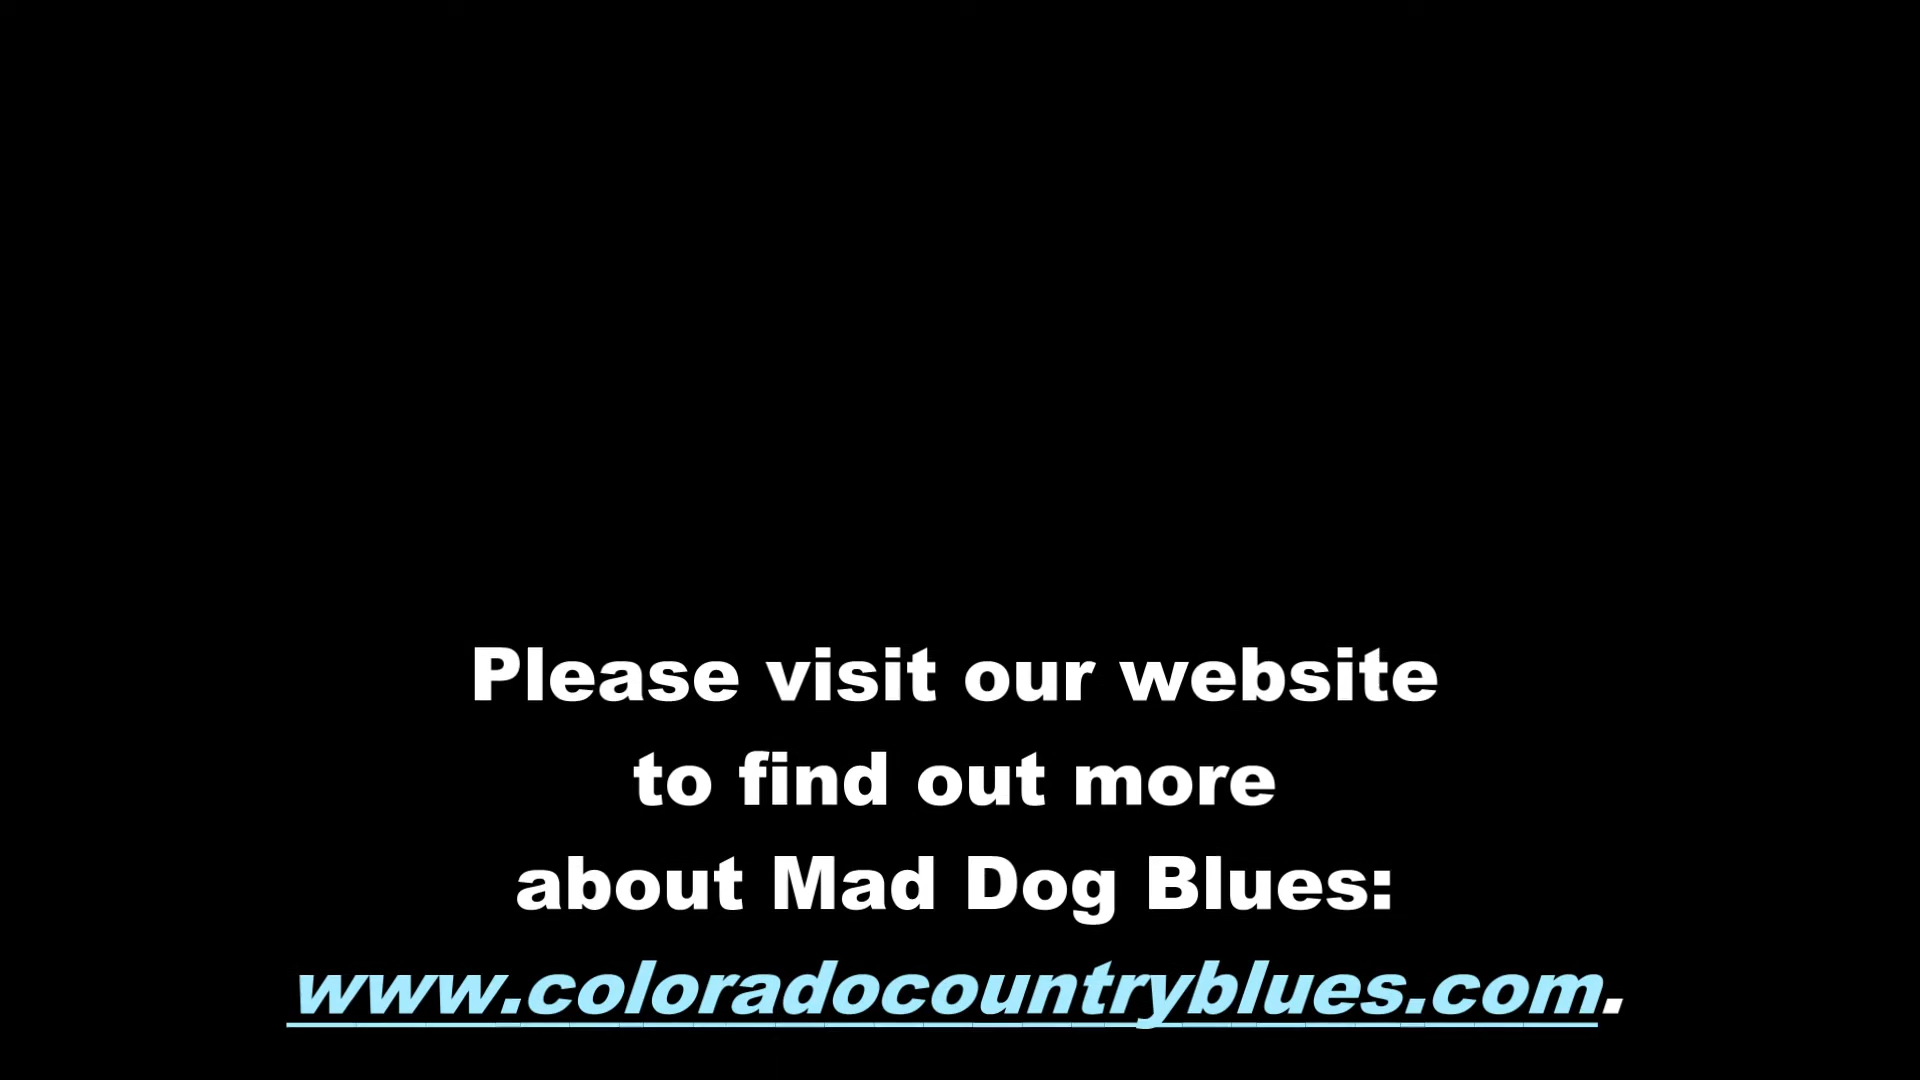 Please visit our website
to find out more
about Mad Dog Blues:
www.coloradocountryblues.com.